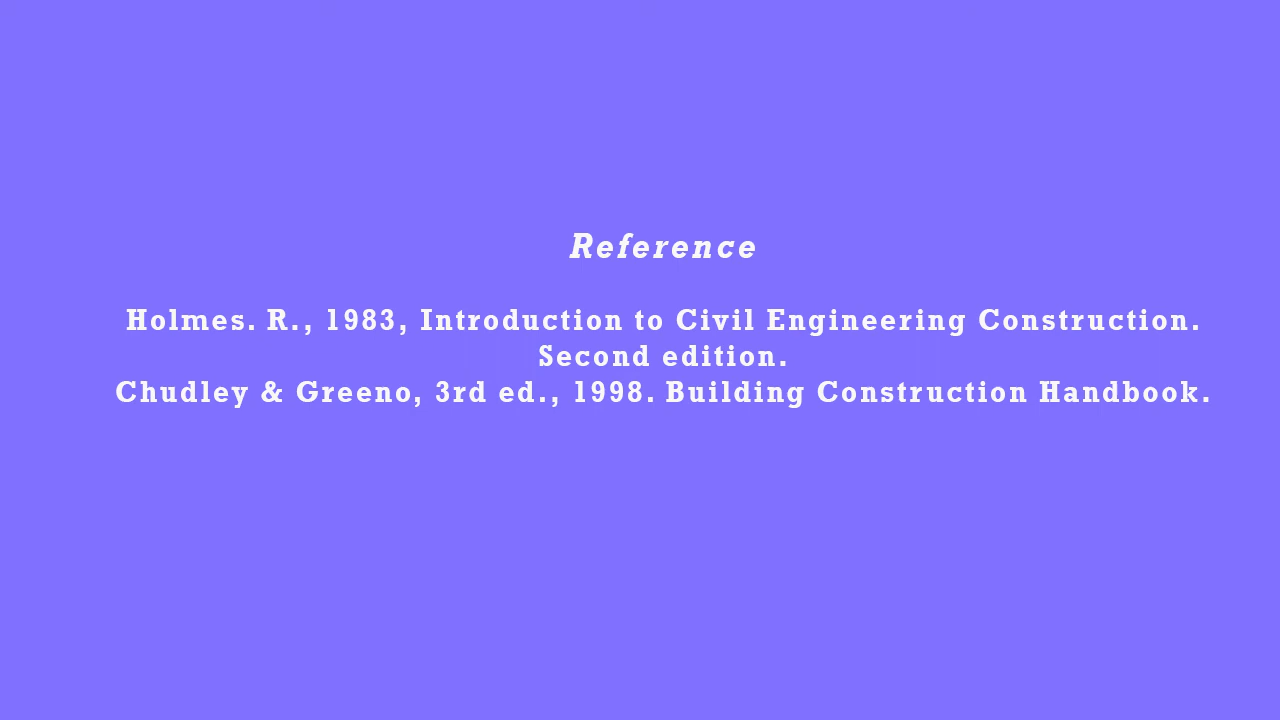 Reference
Holmes. R., 1983, Introduction to Civil Engineering Construction.
Second edition.
Chudley & Greeno, 3rd ed., 1998. Building Construction Handbook.